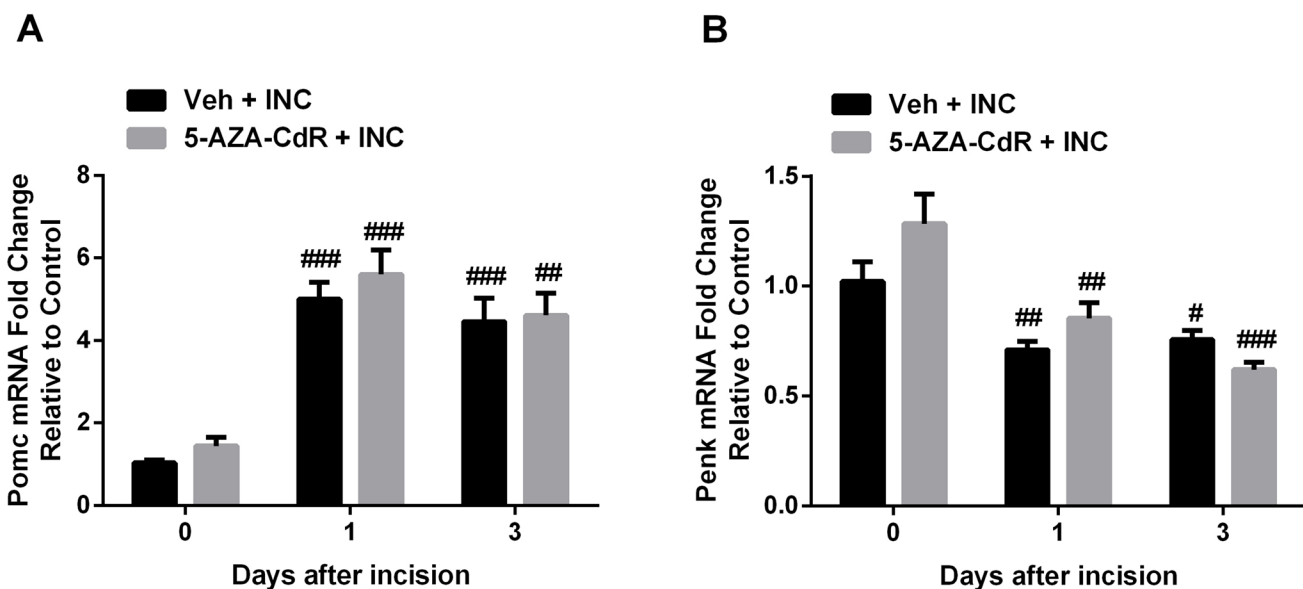 A
Veh + INC
5-AZA-CdR + INC
Pomc mRNA Fold Change
Relative to Control
8
6
4
2
0
###
###
###
##
0
1
3
Days after incision
B
Veh + INC
5-AZA-CdR + INC
Penk mRNA Fold Change
Relative to Control
1.5
1.0
0.5
0.0
##
##
#
###
0
1
3
Days after incision